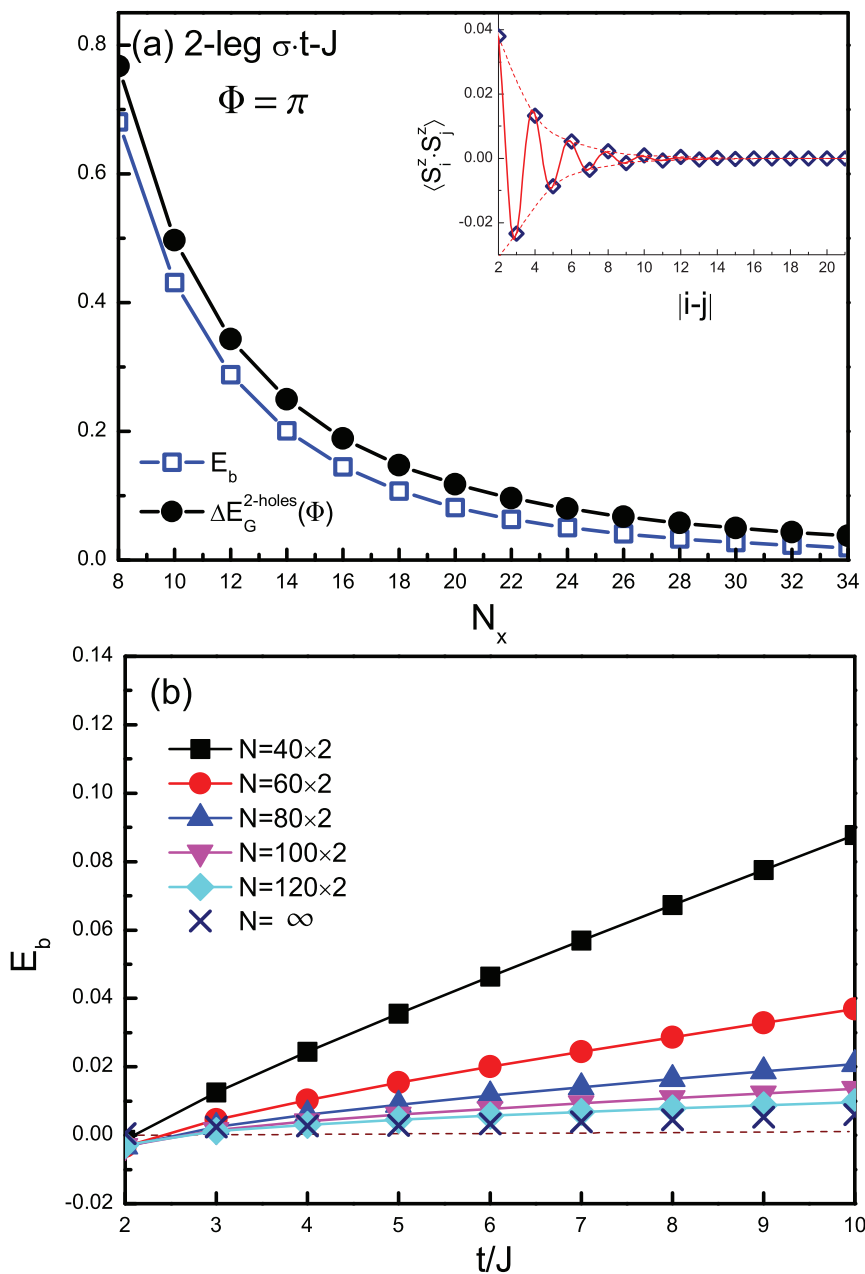 (a) 2-leg σ·t-J
Φ = π
0.8
0.6
0.4
0.2
0.0
E_b
ΔE_G^{2-holes}(Φ)
8 10 12 14 16 18 20 22 24 26 28 30 32 34
N_x
0.04
0.02
0.00
-0.02
⟨S_i^z·S_j^z⟩
2 4 6 8 10 12 14 16 18 20
|i-j|
(b)
0.14
0.12
0.10
0.08
0.06
0.04
0.02
0.00
-0.02
E_b
N=40×2
N=60×2
N=80×2
N=100×2
N=120×2
N= ∞
2 3 4 5 6 7 8 9 10
t/J